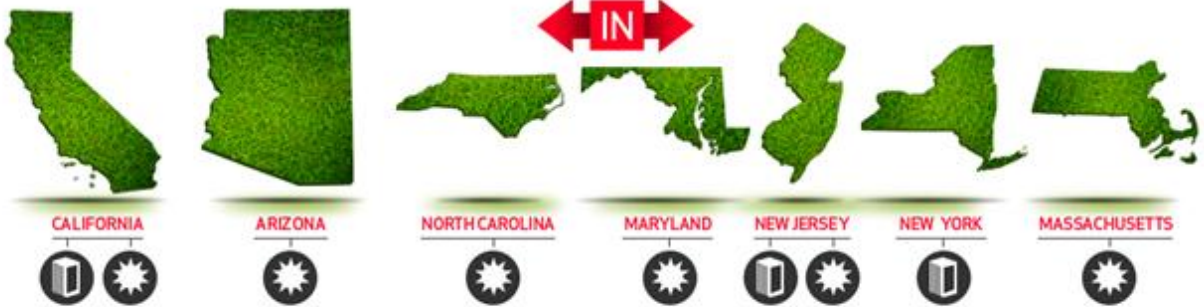 IN
CALIFORNIA
ARIZONA
NORTH CAROLINA
MARYLAND
NEW JERSEY
NEW YORK
MASSACHUSETTS